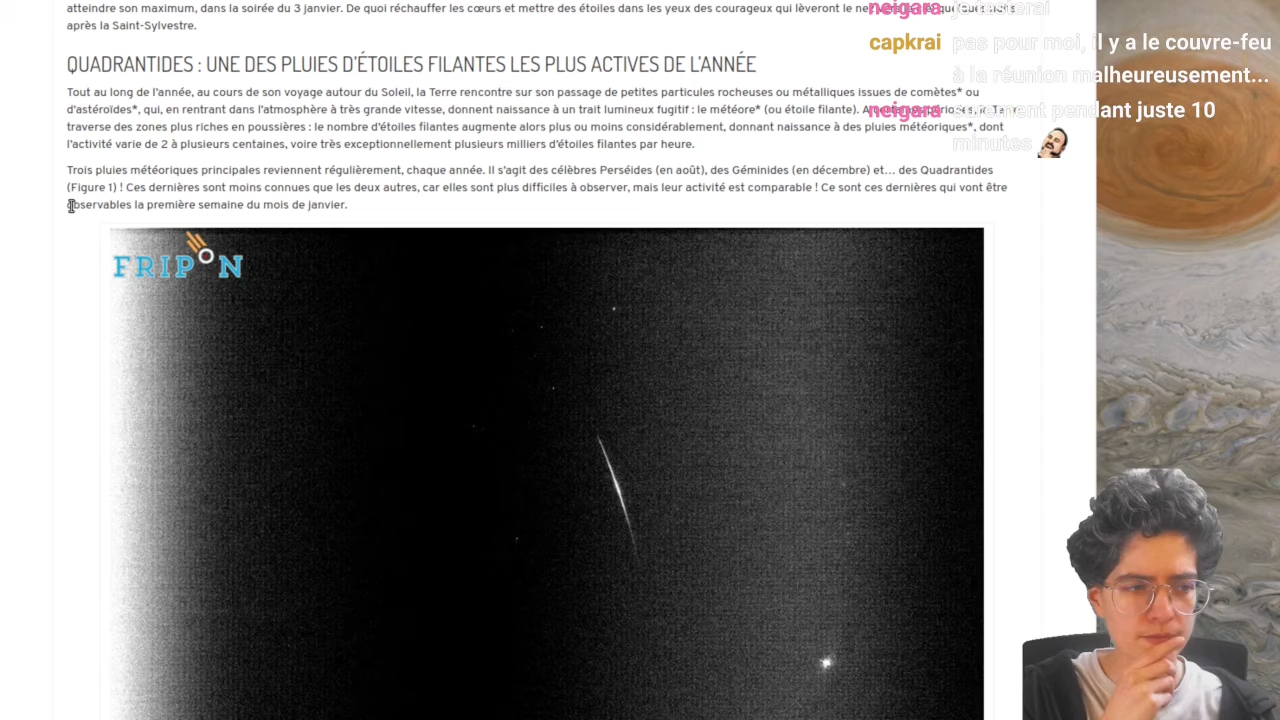 atteindre son maximum, dans la soirée du 3 janvier. De quoi réchauffer les cœurs et mettre des étoiles dans les yeux des courageux qui lèveront le nez
après la Saint-Sylvestre.
QUADRANTIDES : UNE DES PLUIES D'ÉTOILES FILANTES LES PLUS ACTIVES DE L'ANNÉE
Tout au long de l'année, au cours de son voyage autour du Soleil, la Terre rencontre sur son passage de petites particules rocheuses ou métalliques issues de comètes* ou
d'astéroïdes*, qui, en rentrant dans l'atmosphère à très grande vitesse, donnent naissance à un trait lumineux fugitif : le météore* (ou étoile filante).
traverse des zones plus riches en poussières : le nombre d'étoiles filantes augmente alors plus ou moins considérablement, donnant naissance à des pluies météoriques*, dont
l'activité varie de 2 à plusieurs centaines, voire très exceptionnellement plusieurs milliers d'étoiles filantes par heure.
Trois pluies météoriques principales reviennent régulièrement, chaque année. Il s'agit des célèbres Perséides (en août), des Géminides (en décembre) et... des Quadrantides
(Figure 1) ! Ces dernières sont moins connues que les deux autres, car elles sont plus difficiles à observer, mais leur activité est comparable ! Ce sont ces dernières qui vont être
observables la première semaine du mois de janvier.
FRIPON
neigara je testerai
capkrai pas pour moi, il y a le couvre-feu
à la réunion malheureusement...
neigara surement pendant juste 10
minutes